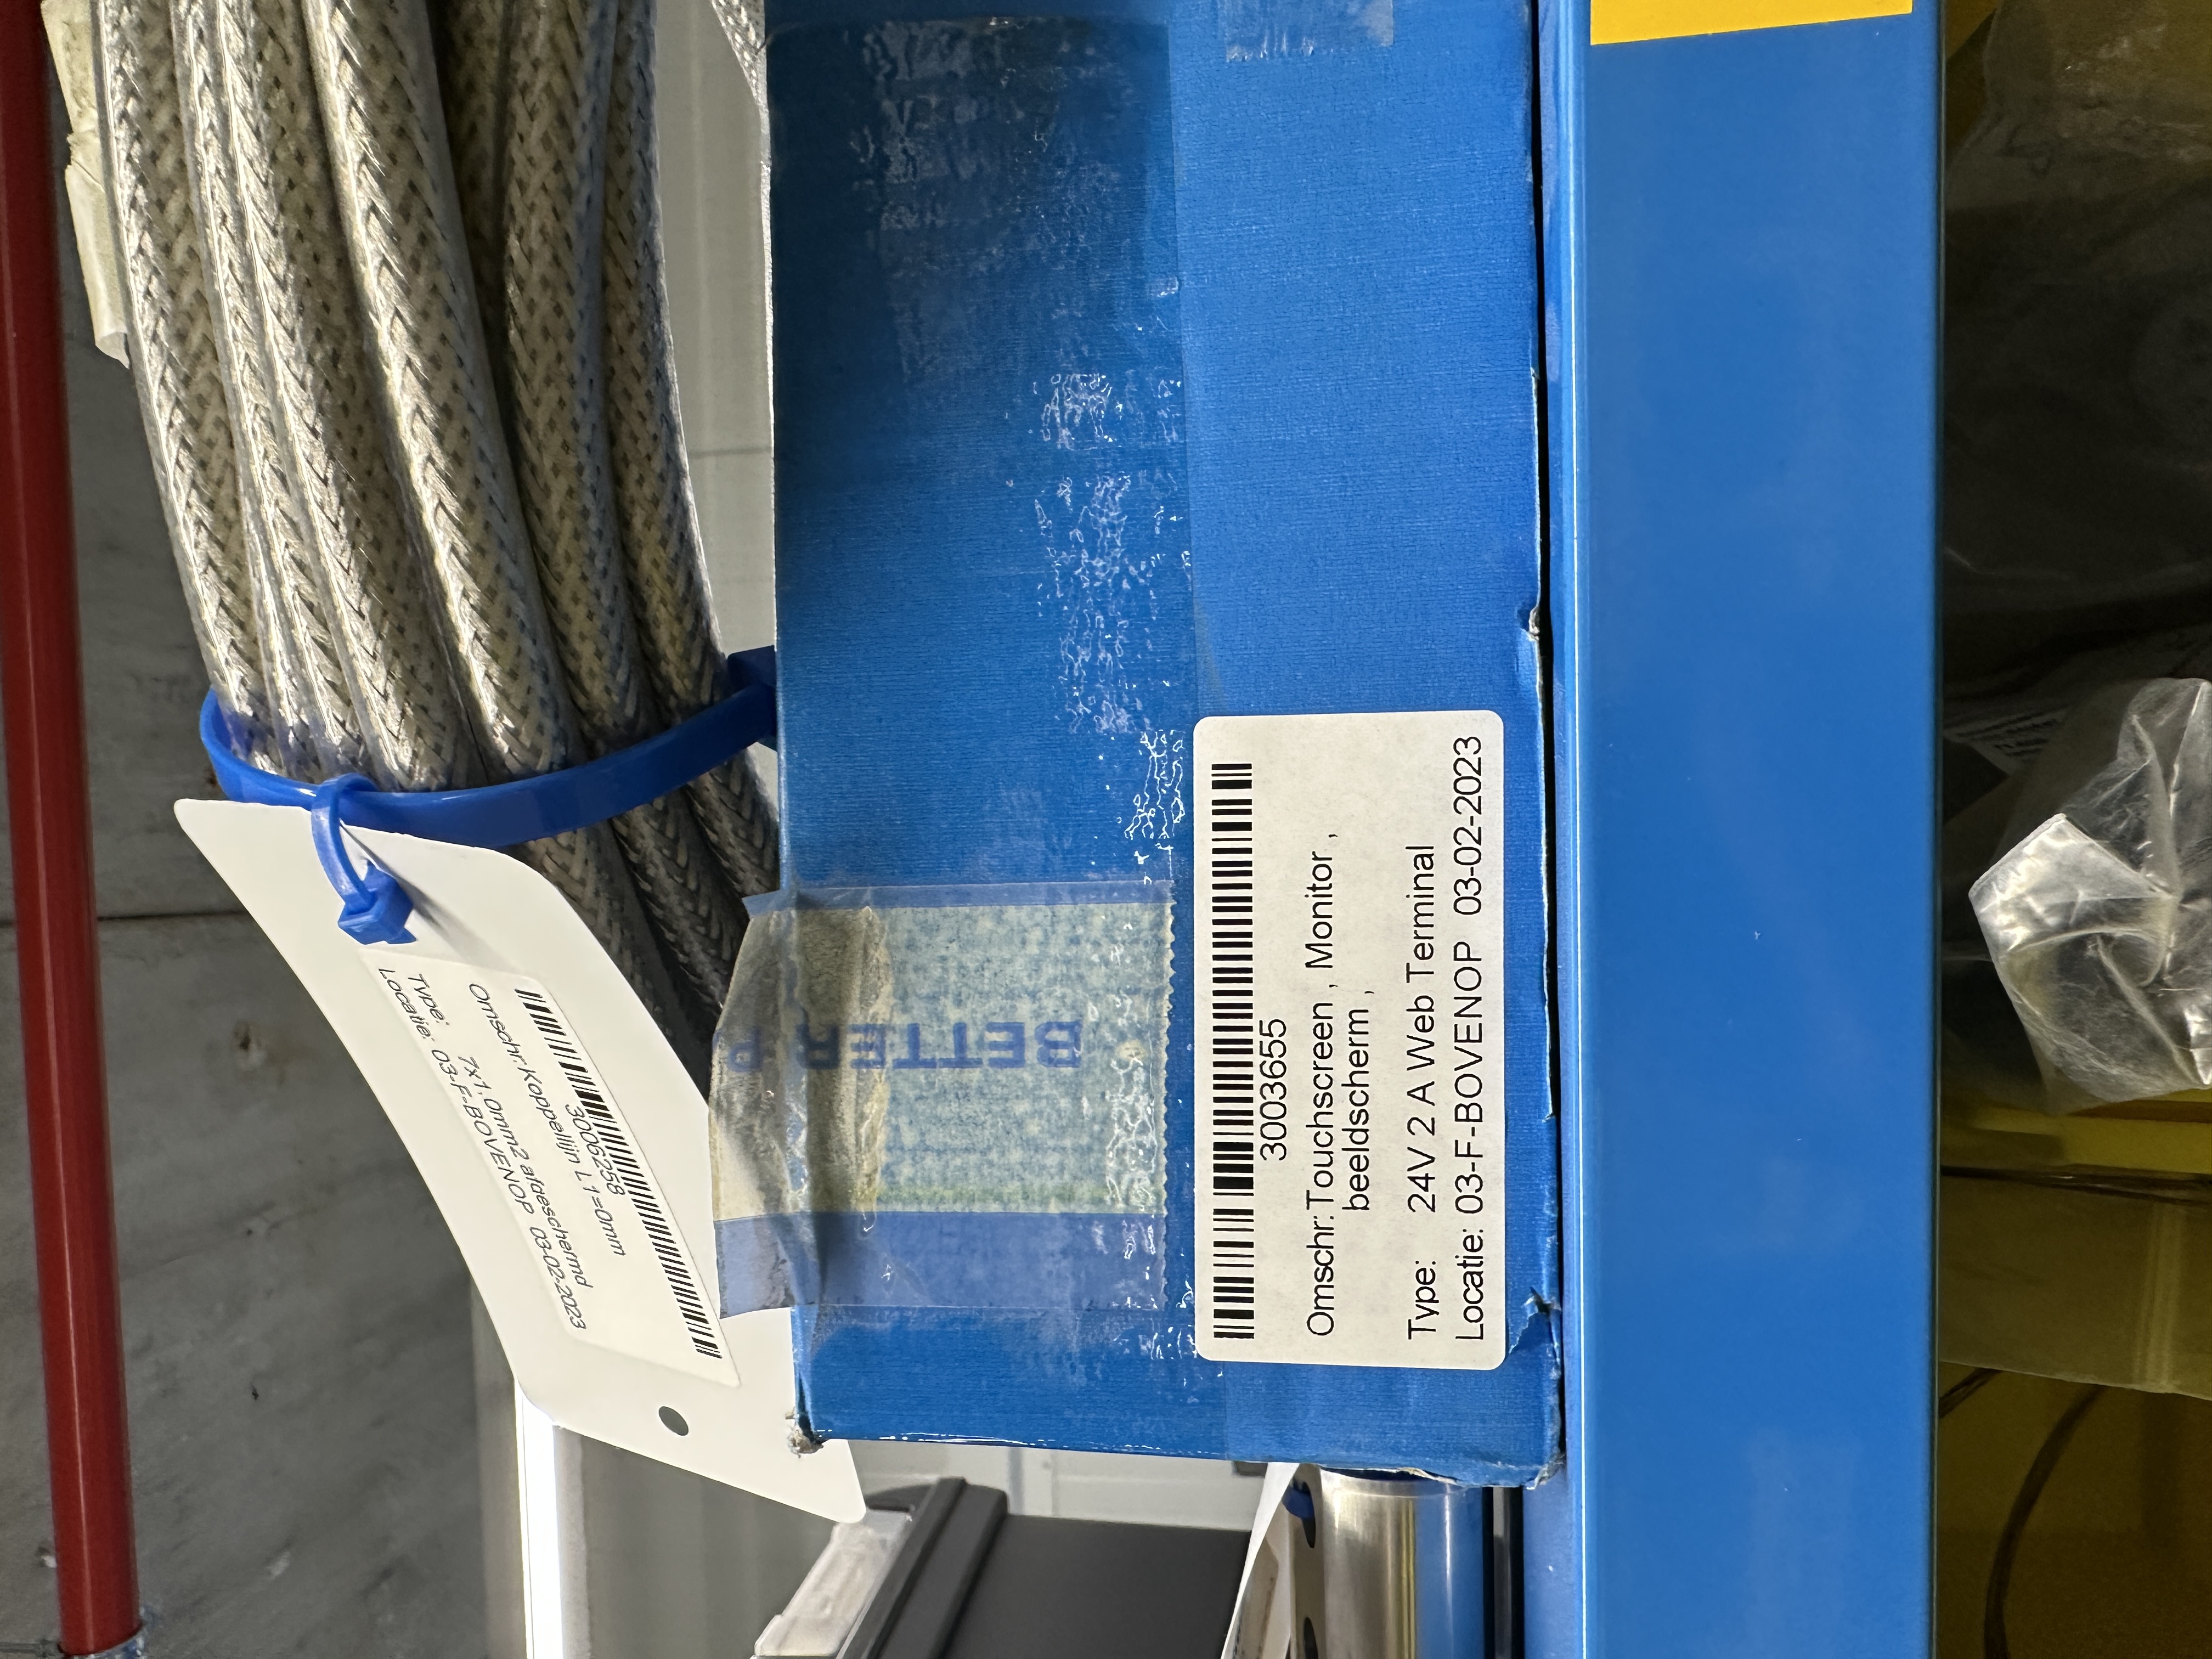 3003655
Omschr: Touchscreen , Monitor ,
beeldscherm ,
Type: 24V 2 A Web Terminal
Locatie: 03-F-BOVENOP 03-02-2023
30062258
Omschr: Koppellijn L1=0mm
7x1,0mm2 afgeschermd
Type:
Locatie: 03-F-BOVENOP 03-02-2023
BETTER P